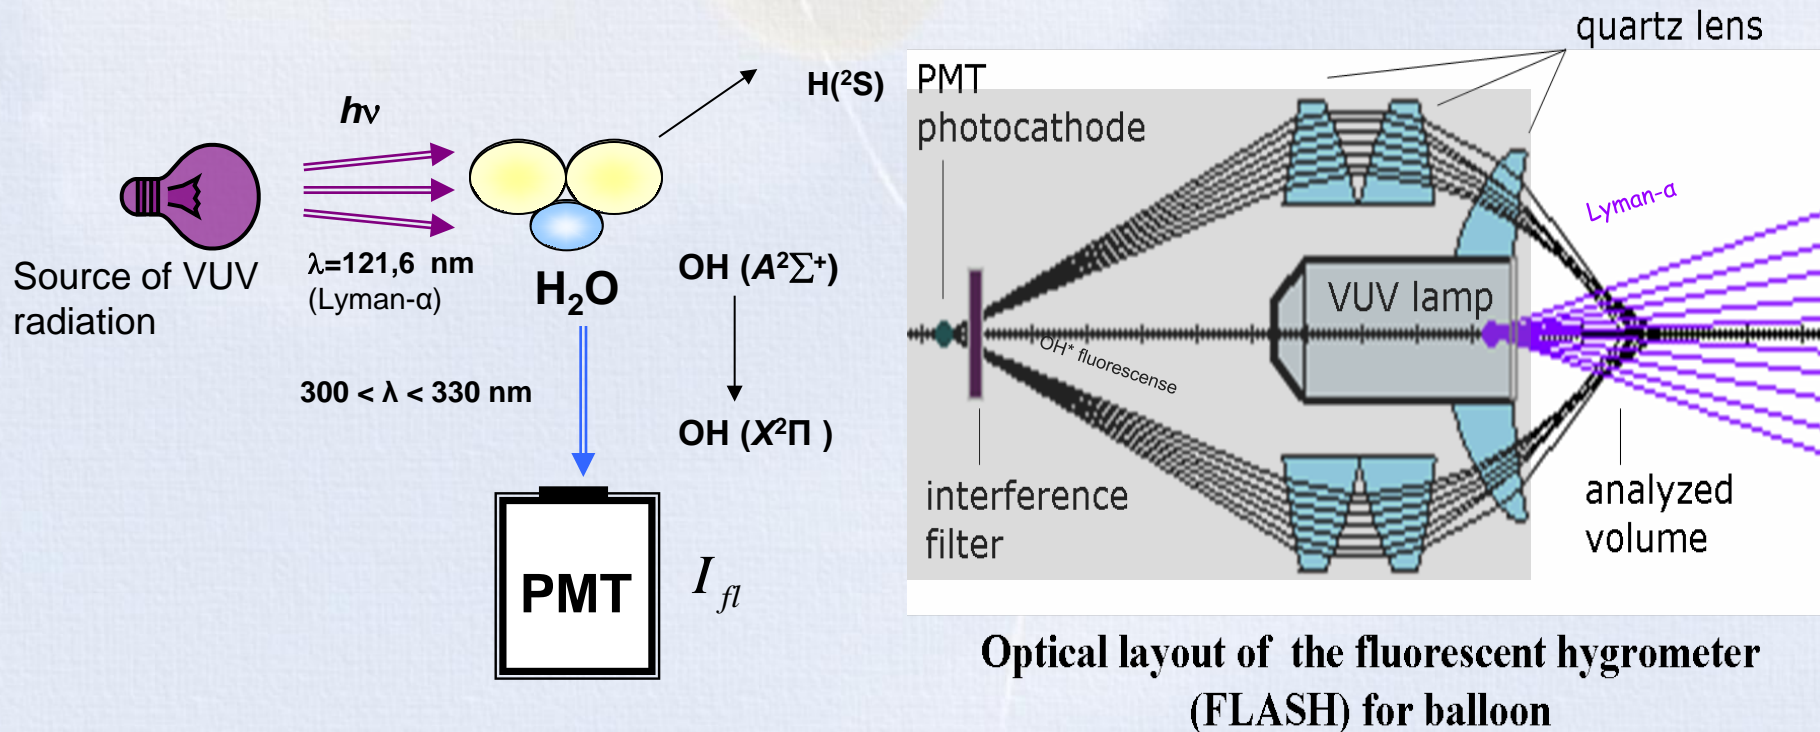 hν
H(²S)
Source of VUV
radiation
λ=121,6 nm
(Lyman-α)
H₂O
OH (A²Σ⁺)
300 < λ < 330 nm
OH (X²Π )
PMT
I fl
quartz lens
PMT
photocathode
Lyman-α
VUV lamp
OH* fluorescense
interference
filter
analyzed
volume
Optical layout of the fluorescent hygrometer
(FLASH) for balloon